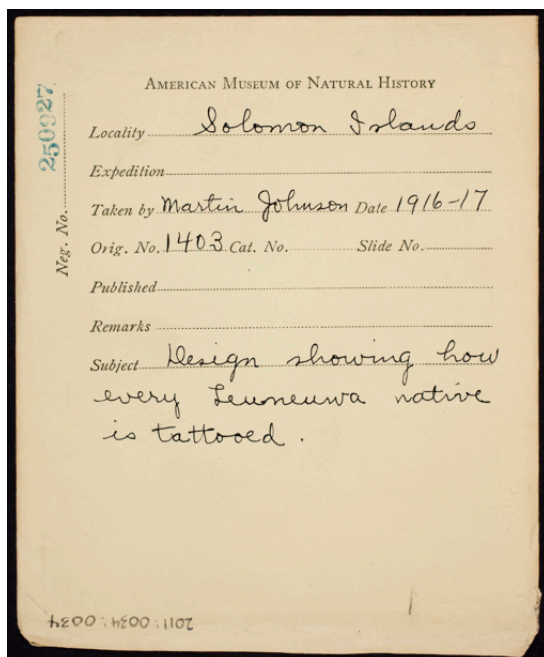 AMERICAN MUSEUM OF NATURAL HISTORY
Neg. No. 250927
Locality Solomon Islands
Expedition
Taken by Martin Johnson Date 1916-17
Orig. No. 1403 Cat. No. Slide No.
Published
Remarks
Subject Design showing how
every Leuneuwa native
is tattooed.
2011:0034:0034